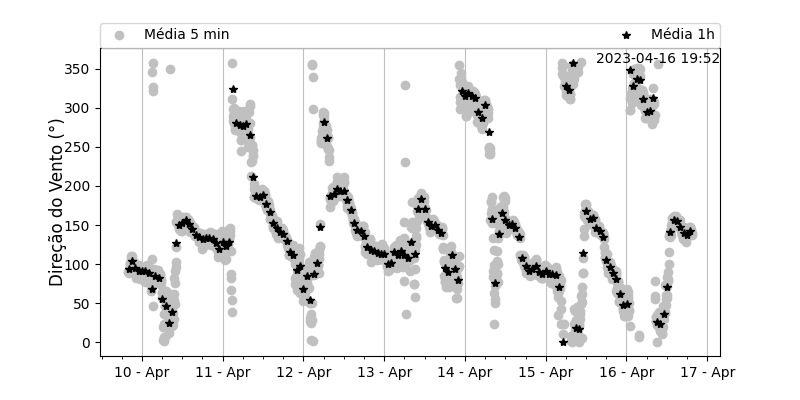 Média 5 min
Média 1h
2023-04-16 19:52
Direção do Vento (°)
350
300
250
200
150
100
50
0
10 - Apr
11 - Apr
12 - Apr
13 - Apr
14 - Apr
15 - Apr
16 - Apr
17 - Apr